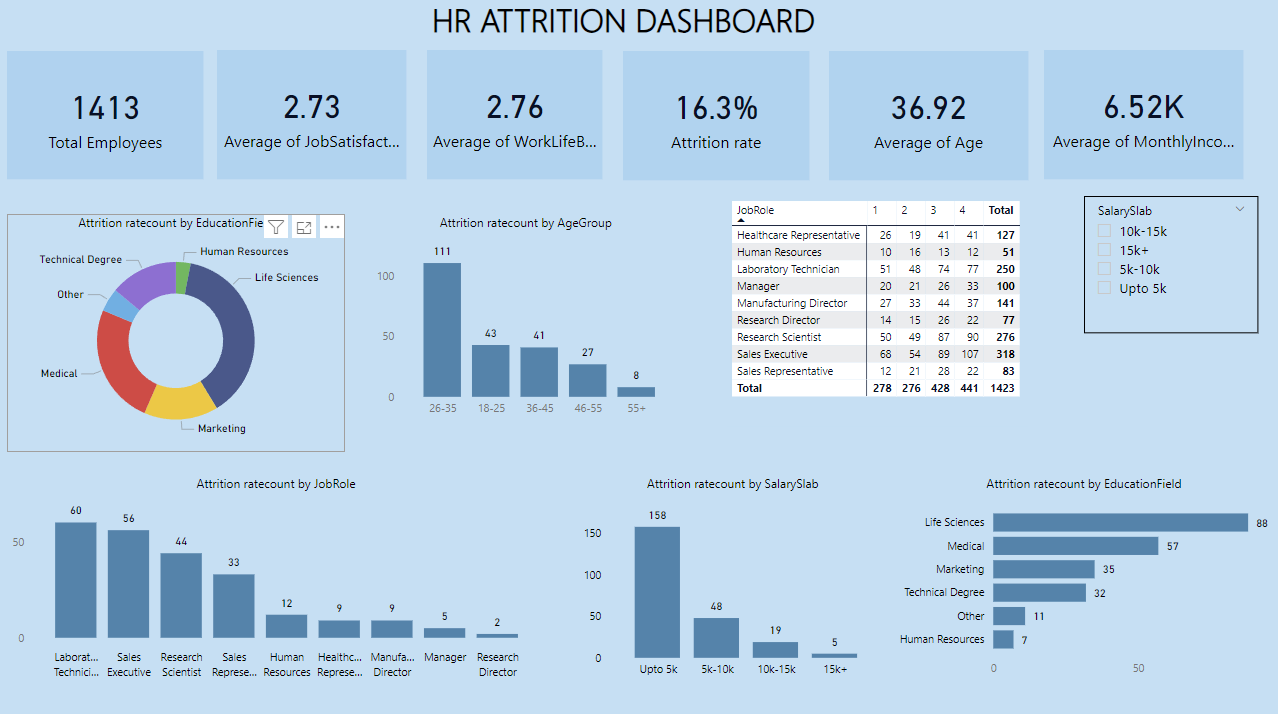 HR ATTRITION DASHBOARD
1413
Total Employees
2.73
Average of JobSatisfact...
2.76
Average of WorkLifeB...
16.3%
Attrition rate
36.92
Average of Age
6.52K
Average of MonthlyInco...
Attrition ratecount by EducationFie
Human Resources
Technical Degree
Life Sciences
Other
Medical
Marketing
Attrition ratecount by AgeGroup
100
50
0
111
43
41
27
8
26-35 18-25 36-45 46-55 55+
JobRole 1 2 3 4 Total
Healthcare Representative 26 19 41 41 127
Human Resources 10 16 13 12 51
Laboratory Technician 51 48 74 77 250
Manager 20 21 26 33 100
Manufacturing Director 27 33 44 37 141
Research Director 14 15 26 22 77
Research Scientist 50 49 87 90 276
Sales Executive 68 54 89 107 318
Sales Representative 12 21 28 22 83
Total 278 276 428 441 1423
SalarySlab
10k-15k
15k+
5k-10k
Upto 5k
Attrition ratecount by JobRole
50
0
60
56
44
33
12
9
9
5
2
Laborat... Sales Research Sales Human Healthc... Manufa... Manager Research
Technici... Executive Scientist Represe... Resources Represe... Director Director
Attrition ratecount by SalarySlab
150
100
50
0
158
48
19
5
Upto 5k 5k-10k 10k-15k 15k+
Attrition ratecount by EducationField
Life Sciences 88
Medical 57
Marketing 35
Technical Degree 32
Other 11
Human Resources 7
0 50